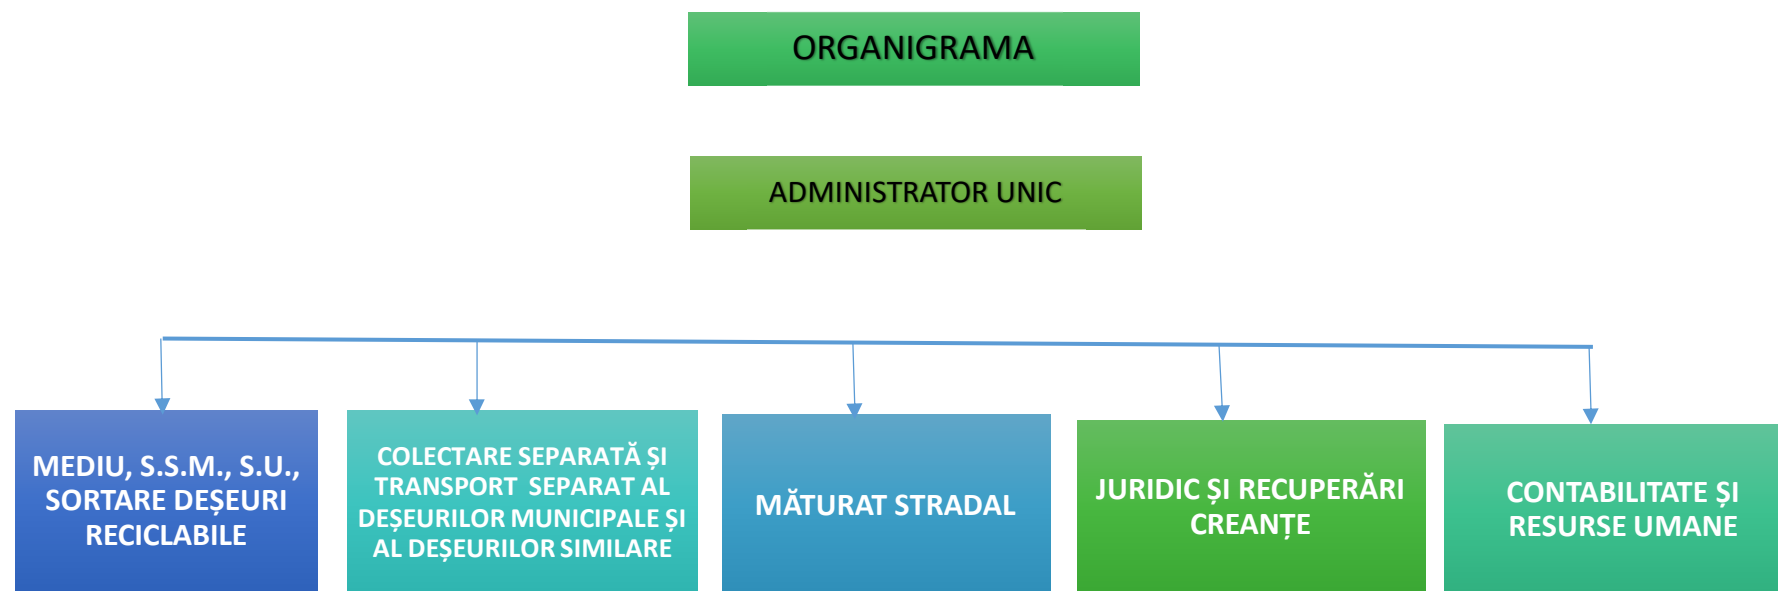 ORGANIGRAMA
ADMINISTRATOR UNIC
MEDIU, S.S.M., S.U.,
SORTARE DEȘEURI
RECICLABILE
COLECTARE SEPARATĂ ȘI
TRANSPORT SEPARAT AL
DEȘEURILOR MUNICIPALE ȘI
AL DEȘEURILOR SIMILARE
MĂTURAT STRADAL
JURIDIC ȘI RECUPERĂRI
CREANȚE
CONTABILITATE ȘI
RESURSE UMANE